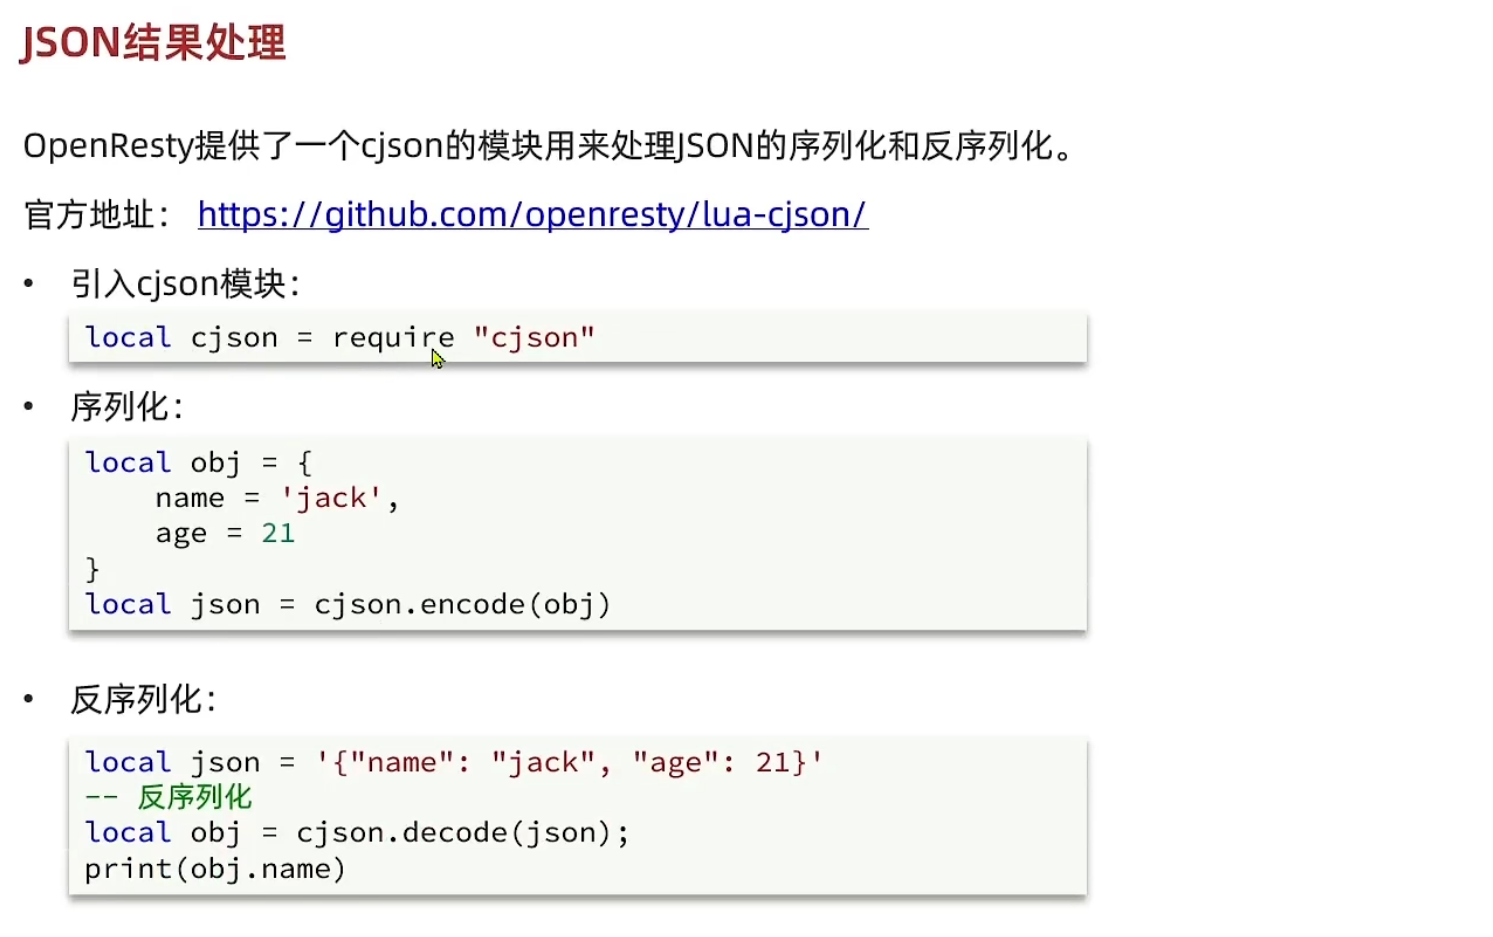 JSON结果处理
OpenResty提供了一个cjson的模块用来处理JSON的序列化和反序列化。
官方地址： https://github.com/openresty/lua-cjson/
• 引入cjson模块：
local cjson = require "cjson"
• 序列化：
local obj = {
    name = 'jack',
    age = 21
}
local json = cjson.encode(obj)
• 反序列化：
local json = '{"name": "jack", "age": 21}'
-- 反序列化
local obj = cjson.decode(json);
print(obj.name)